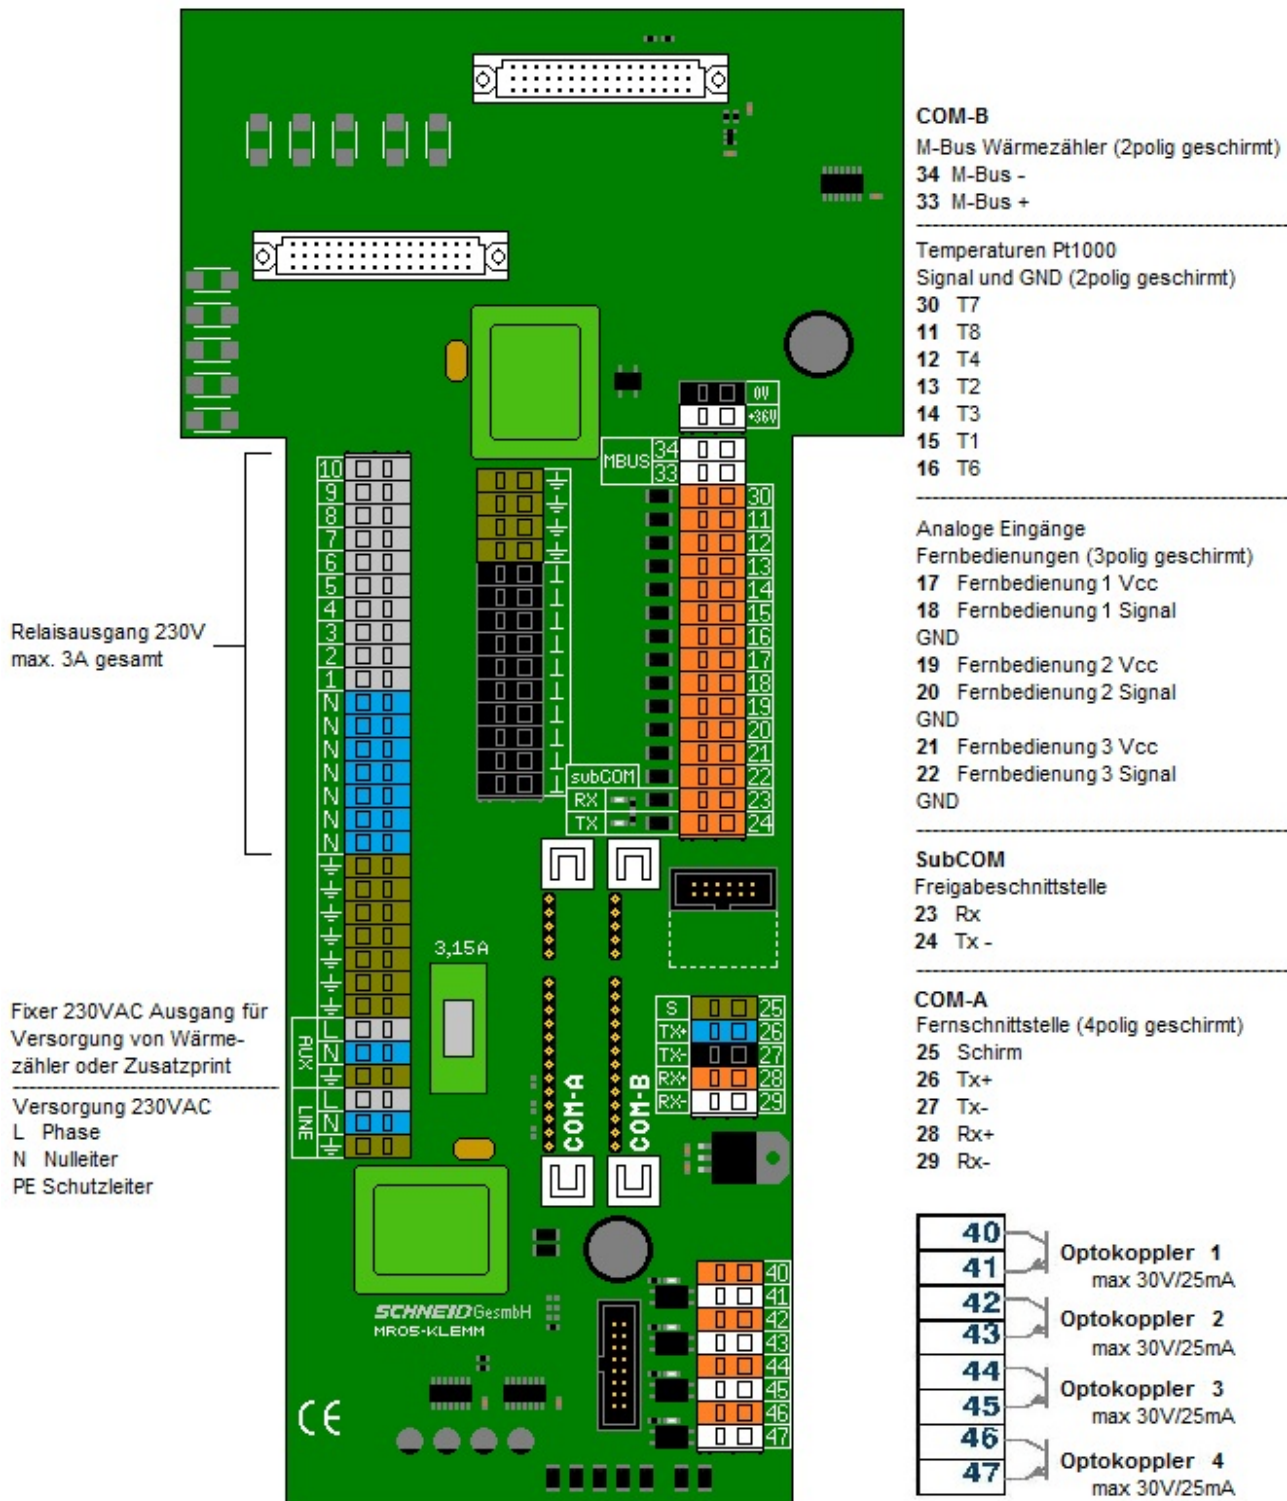 COM-B
M-Bus Wärmezähler (2polig geschirmt)
34 M-Bus -
33 M-Bus +
Temperaturen Pt1000
Signal und GND (2polig geschirmt)
30 T7
11 T8
12 T4
13 T2
14 T3
15 T1
16 T6
Analoge Eingänge
Fernbedienungen (3polig geschirmt)
17 Fernbedienung 1 Vcc
18 Fernbedienung 1 Signal
GND
19 Fernbedienung 2 Vcc
20 Fernbedienung 2 Signal
GND
21 Fernbedienung 3 Vcc
22 Fernbedienung 3 Signal
GND
SubCOM
Freigabeschnittstelle
23 Rx
24 Tx -
COM-A
Fernschnittstelle (4polig geschirmt)
25 Schirm
26 Tx+
27 Tx-
28 Rx+
29 Rx-
40
41
Optokoppler 1
max 30V/25mA
42
43
Optokoppler 2
max 30V/25mA
44
45
Optokoppler 3
max 30V/25mA
46
47
Optokoppler 4
max 30V/25mA
Relaisausgang 230V
max. 3A gesamt
Fixer 230VAC Ausgang für
Versorgung von Wärme-
zähler oder Zusatzprint
Versorgung 230VAC
L Phase
N Nulleiter
PE Schutzleiter
10
9
8
7
6
5
4
3
2
1
N
N
N
N
N
N
N
AUX
L
N
LINE
L
N
3,15A
0V
+36V
MBUS
34
33
30
11
12
13
14
15
16
17
18
19
20
21
22
23
24
subCOM
RX
TX
COM-A
COM-B
S 25
TX+ 26
TX- 27
RX+ 28
RX- 29
40
41
42
43
44
45
46
47
SCHNEID GesmbH
MR05-KLEMM
CE